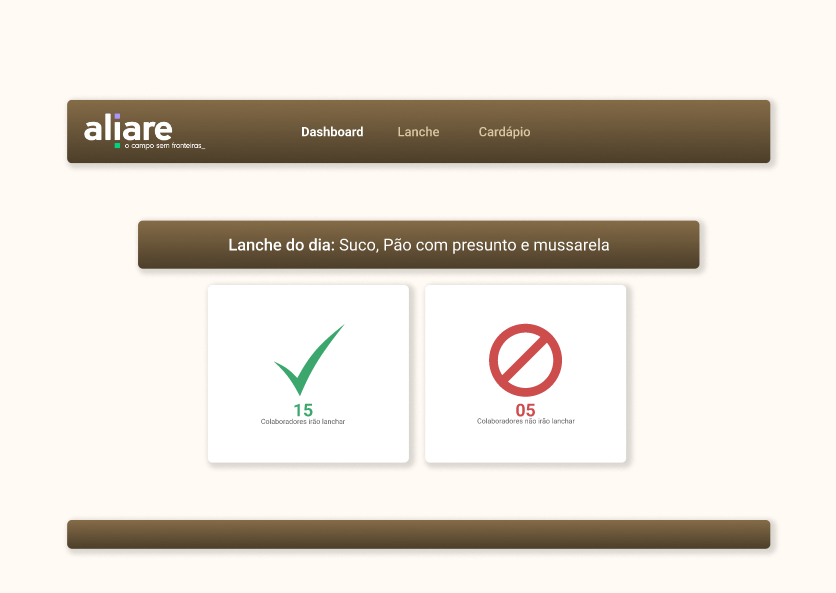 aliare
o campo sem fronteiras_
Dashboard Lanche Cardápio
Lanche do dia: Suco, Pão com presunto e mussarela
15
Colaboradores irão lanchar
05
Colaboradores não irão lanchar